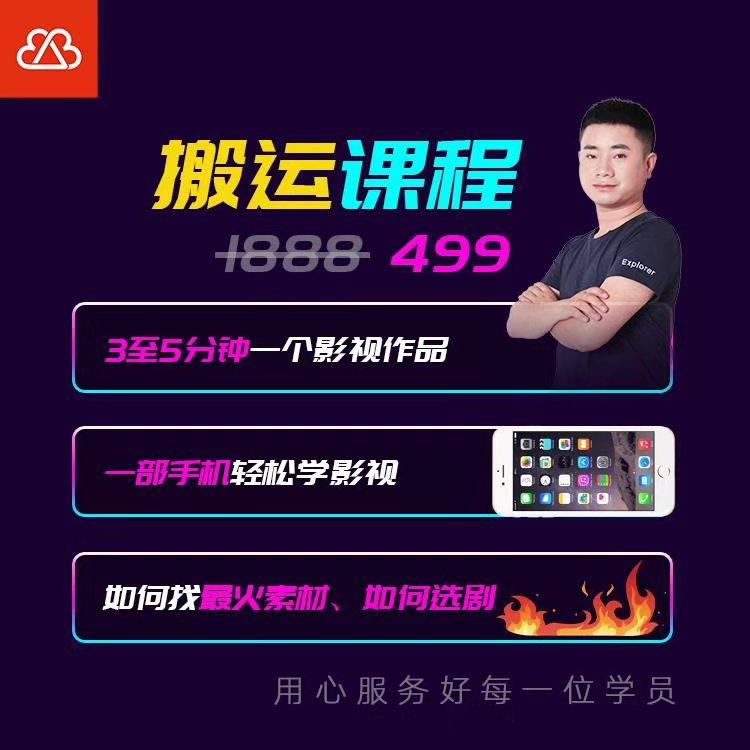 搬运课程
1888 499
Explorer
3至5分钟一个影视作品
一部手机轻松学影视
如何找最火素材、如何选剧
用心服务好每一位学员